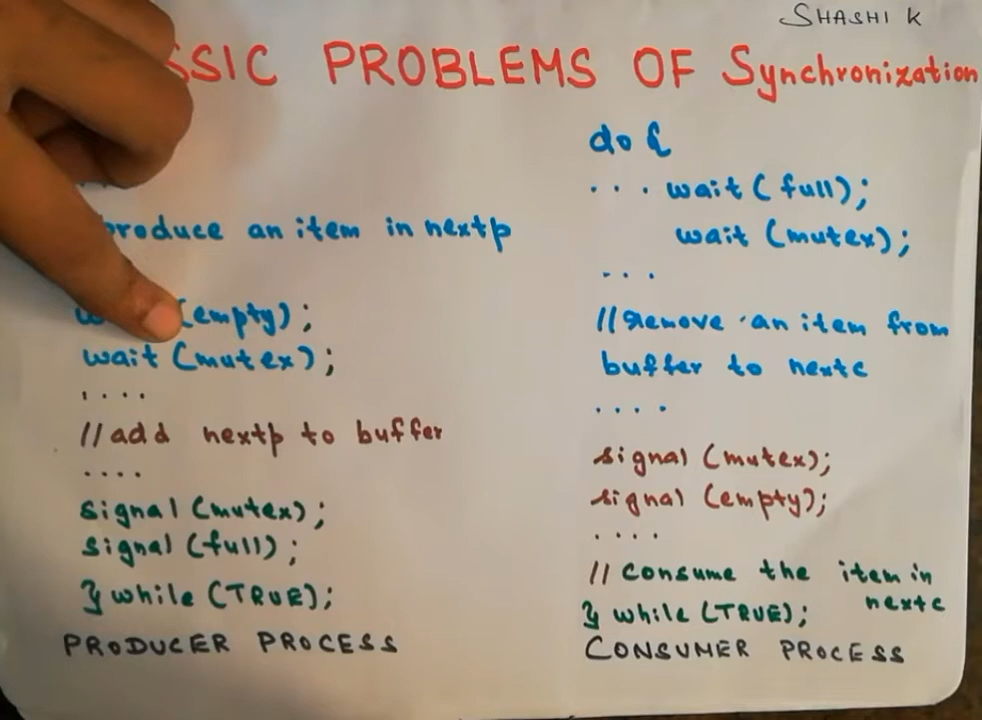 SHASHI K
SSIC PROBLEMS OF Synchronization
produce an item in nextp
(empty);
wait (mutex);
....
//add nextp to buffer
....
signal (mutex);
signal (full);
} while (TRUE);
PRODUCER PROCESS
do {
... wait (full);
wait (mutex);
...
//remove an item from
buffer to nextc
....
signal (mutex);
signal (empty);
....
// consume the item in
nextc
} while (TRUE);
CONSUMER PROCESS